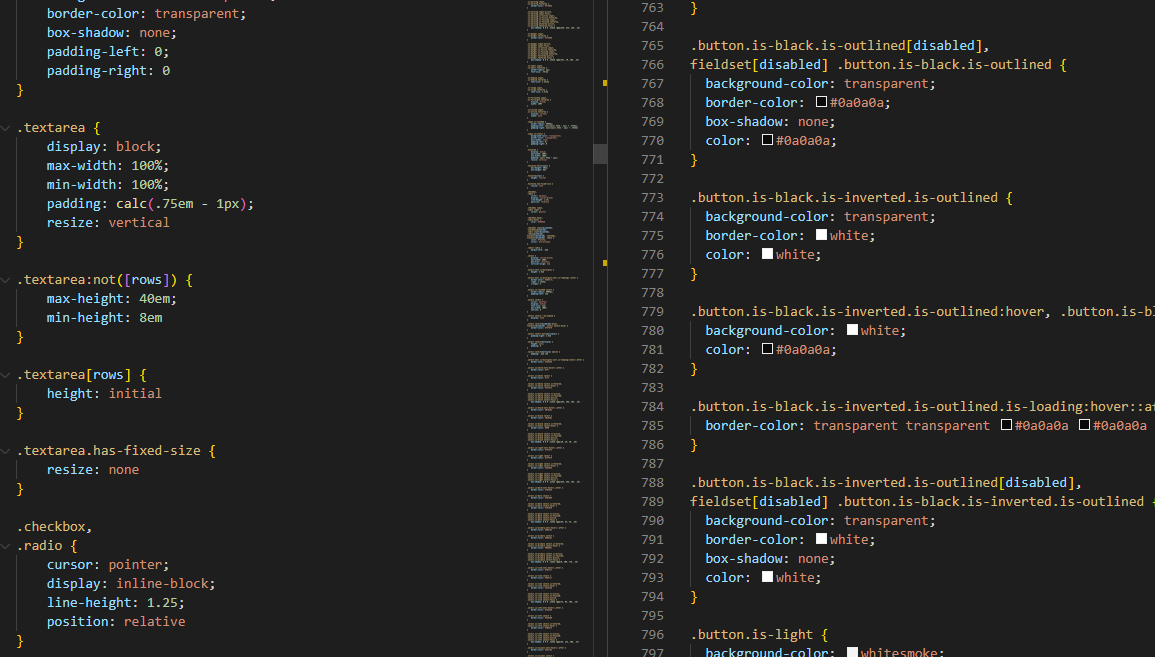 border-color: transparent;
box-shadow: none;
padding-left: 0;
padding-right: 0
}
.textarea {
display: block;
max-width: 100%;
min-width: 100%;
padding: calc(.75em - 1px);
resize: vertical
}
.textarea:not([rows]) {
max-height: 40em;
min-height: 8em
}
.textarea[rows] {
height: initial
}
.textarea.has-fixed-size {
resize: none
}
.checkbox,
.radio {
cursor: pointer;
display: inline-block;
line-height: 1.25;
position: relative
}
763 }
764
765 .button.is-black.is-outlined[disabled],
766 fieldset[disabled] .button.is-black.is-outlined {
767 background-color: transparent;
768 border-color: #0a0a0a;
769 box-shadow: none;
770 color: #0a0a0a;
771 }
772
773 .button.is-black.is-inverted.is-outlined {
774 background-color: transparent;
775 border-color: white;
776 color: white;
777 }
778
779 .button.is-black.is-inverted.is-outlined:hover, .button.is-bl
780 background-color: white;
781 color: #0a0a0a;
782 }
783
784 .button.is-black.is-inverted.is-outlined.is-loading:hover::a
785 border-color: transparent transparent #0a0a0a #0a0a0a
786 }
787
788 .button.is-black.is-inverted.is-outlined[disabled],
789 fieldset[disabled] .button.is-black.is-inverted.is-outlined {
790 background-color: transparent;
791 border-color: white;
792 box-shadow: none;
793 color: white;
794 }
795
796 .button.is-light {
797 background-color: whitesmoke;